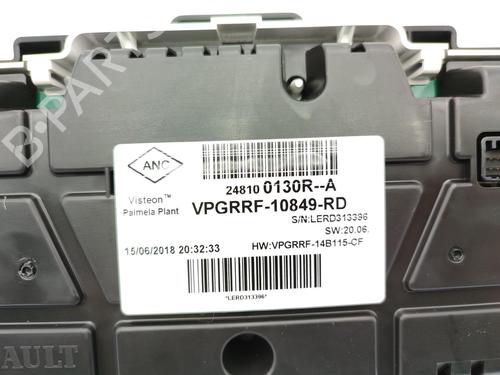 B-PARTS
ANC
Visteon™
Palmela Plant
24810 0130R--A
VPGRRF-10849-RD
S/N:LERD313396
SW:20.06.
15/06/2018 20:32:33
HW:VPGRRF-14B115-CF
*LERD313396*
AULT